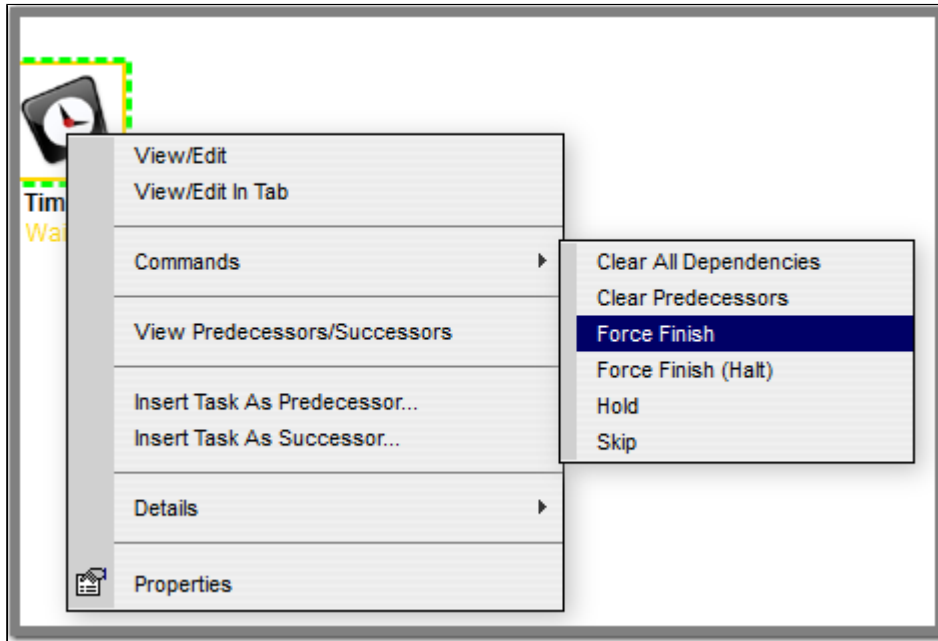 Tim
Wai
View/Edit
View/Edit In Tab
Commands
View Predecessors/Successors
Insert Task As Predecessor...
Insert Task As Successor...
Details
Properties
Clear All Dependencies
Clear Predecessors
Force Finish
Force Finish (Halt)
Hold
Skip